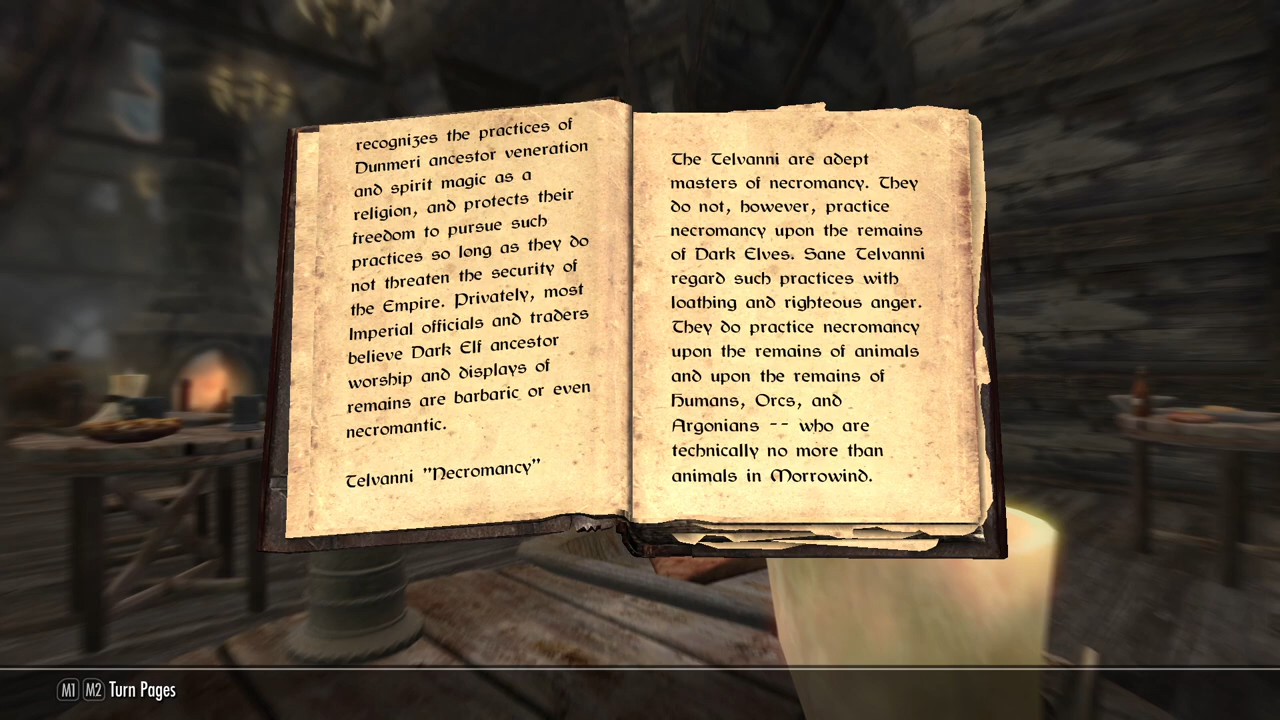 recognizes the practices of
Dunmeri ancestor veneration
and spirit magic as a
religion, and protects their
freedom to pursue such
practices so long as they do
not threaten the security of
the Empire. Privately, most
Imperial officials and traders
believe Dark Elf ancestor
worship and displays of
remains are barbaric or even
necromantic.
Telvanni "Necromancy"
The Telvanni are adept
masters of necromancy. They
do not, however, practice
necromancy upon the remains
of Dark Elves. Sane Telvanni
regard such practices with
loathing and righteous anger.
They do practice necromancy
upon the remains of animals
and upon the remains of
Humans, Orcs, and
Argonians -- who are
technically no more than
animals in Morrowind.
M1 M2 Turn Pages